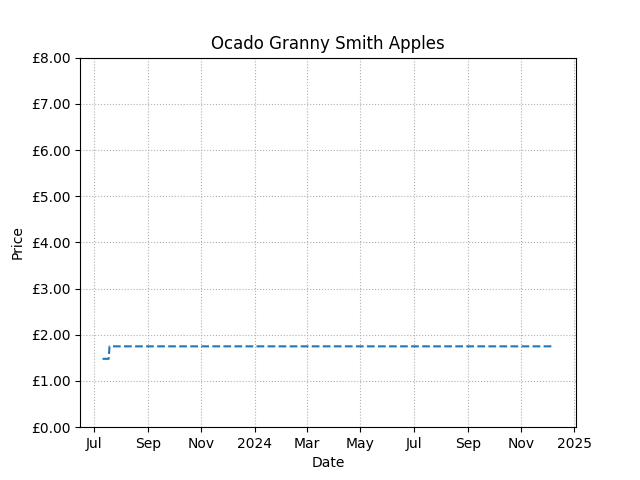 Ocado Granny Smith Apples
£8.00
£7.00
£6.00
£5.00
£4.00
£3.00
£2.00
£1.00
£0.00
Price
Jul Sep Nov 2024 Mar May Jul Sep Nov 2025
Date